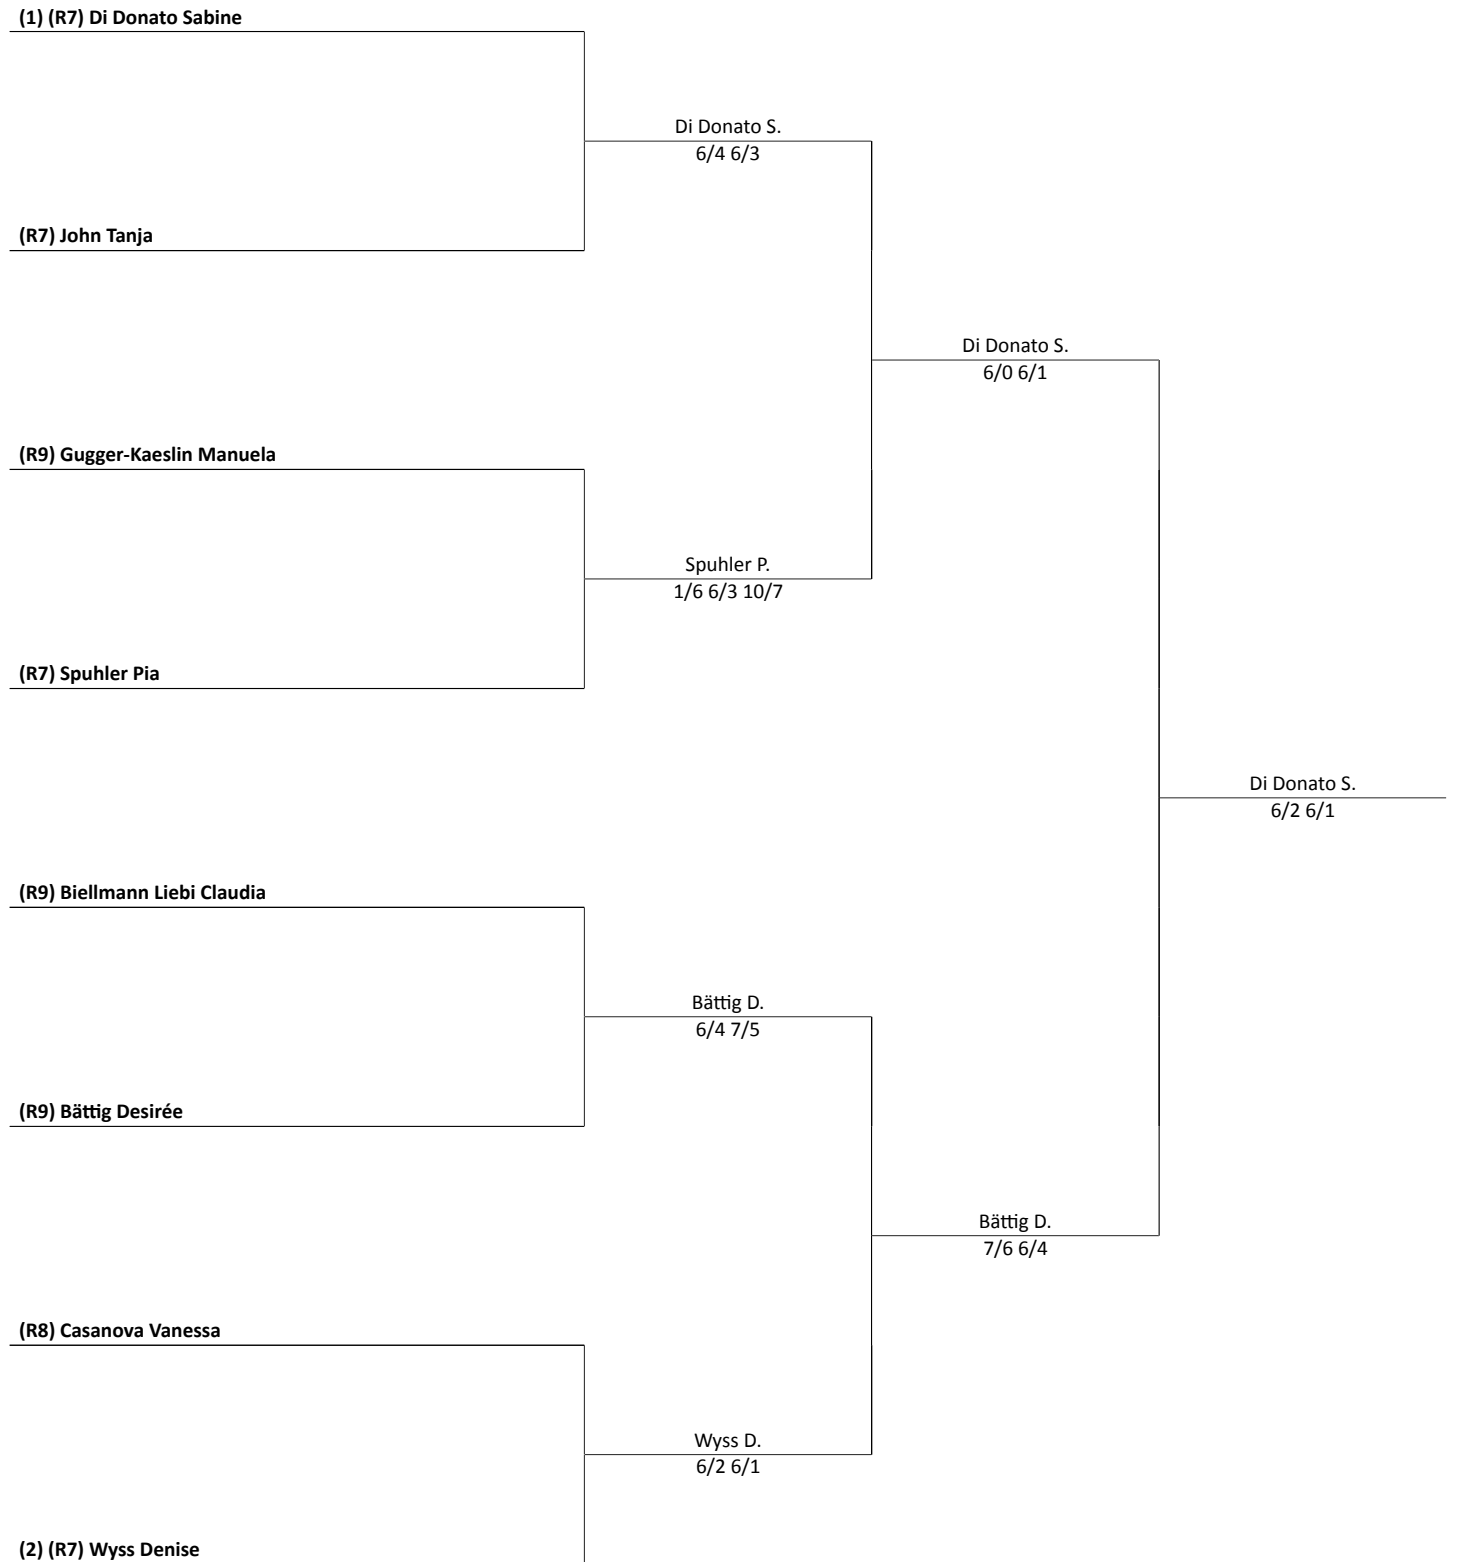 (1) (R7) Di Donato Sabine
Di Donato S.
6/4 6/3
(R7) John Tanja
Di Donato S.
6/0 6/1
(R9) Gugger-Kaeslin Manuela
Spuhler P.
1/6 6/3 10/7
(R7) Spuhler Pia
Di Donato S.
6/2 6/1
(R9) Biellmann Liebi Claudia
Bättig D.
6/4 7/5
(R9) Bättig Desirée
Bättig D.
7/6 6/4
(R8) Casanova Vanessa
Wyss D.
6/2 6/1
(2) (R7) Wyss Denise